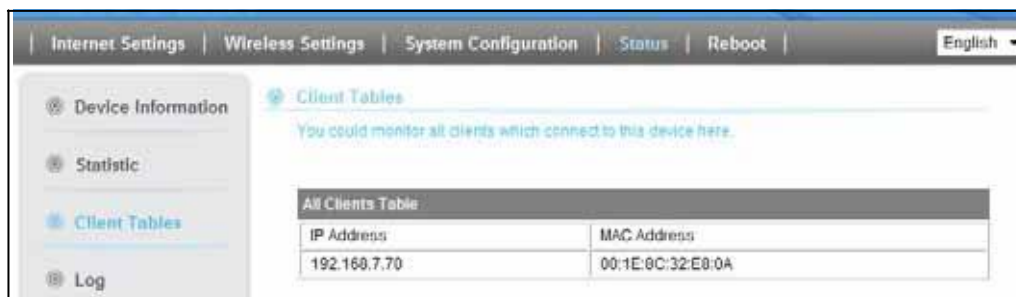 Internet Settings | Wireless Settings | System Configuration | Status | Reboot | English
Device Information
Statistic
Client Tables
Log
Client Tables
You could monitor all clients which connect to this device here.
All Clients Table
IP Address MAC Address
192.168.7.70 00:1E:8C:32:E8:0A